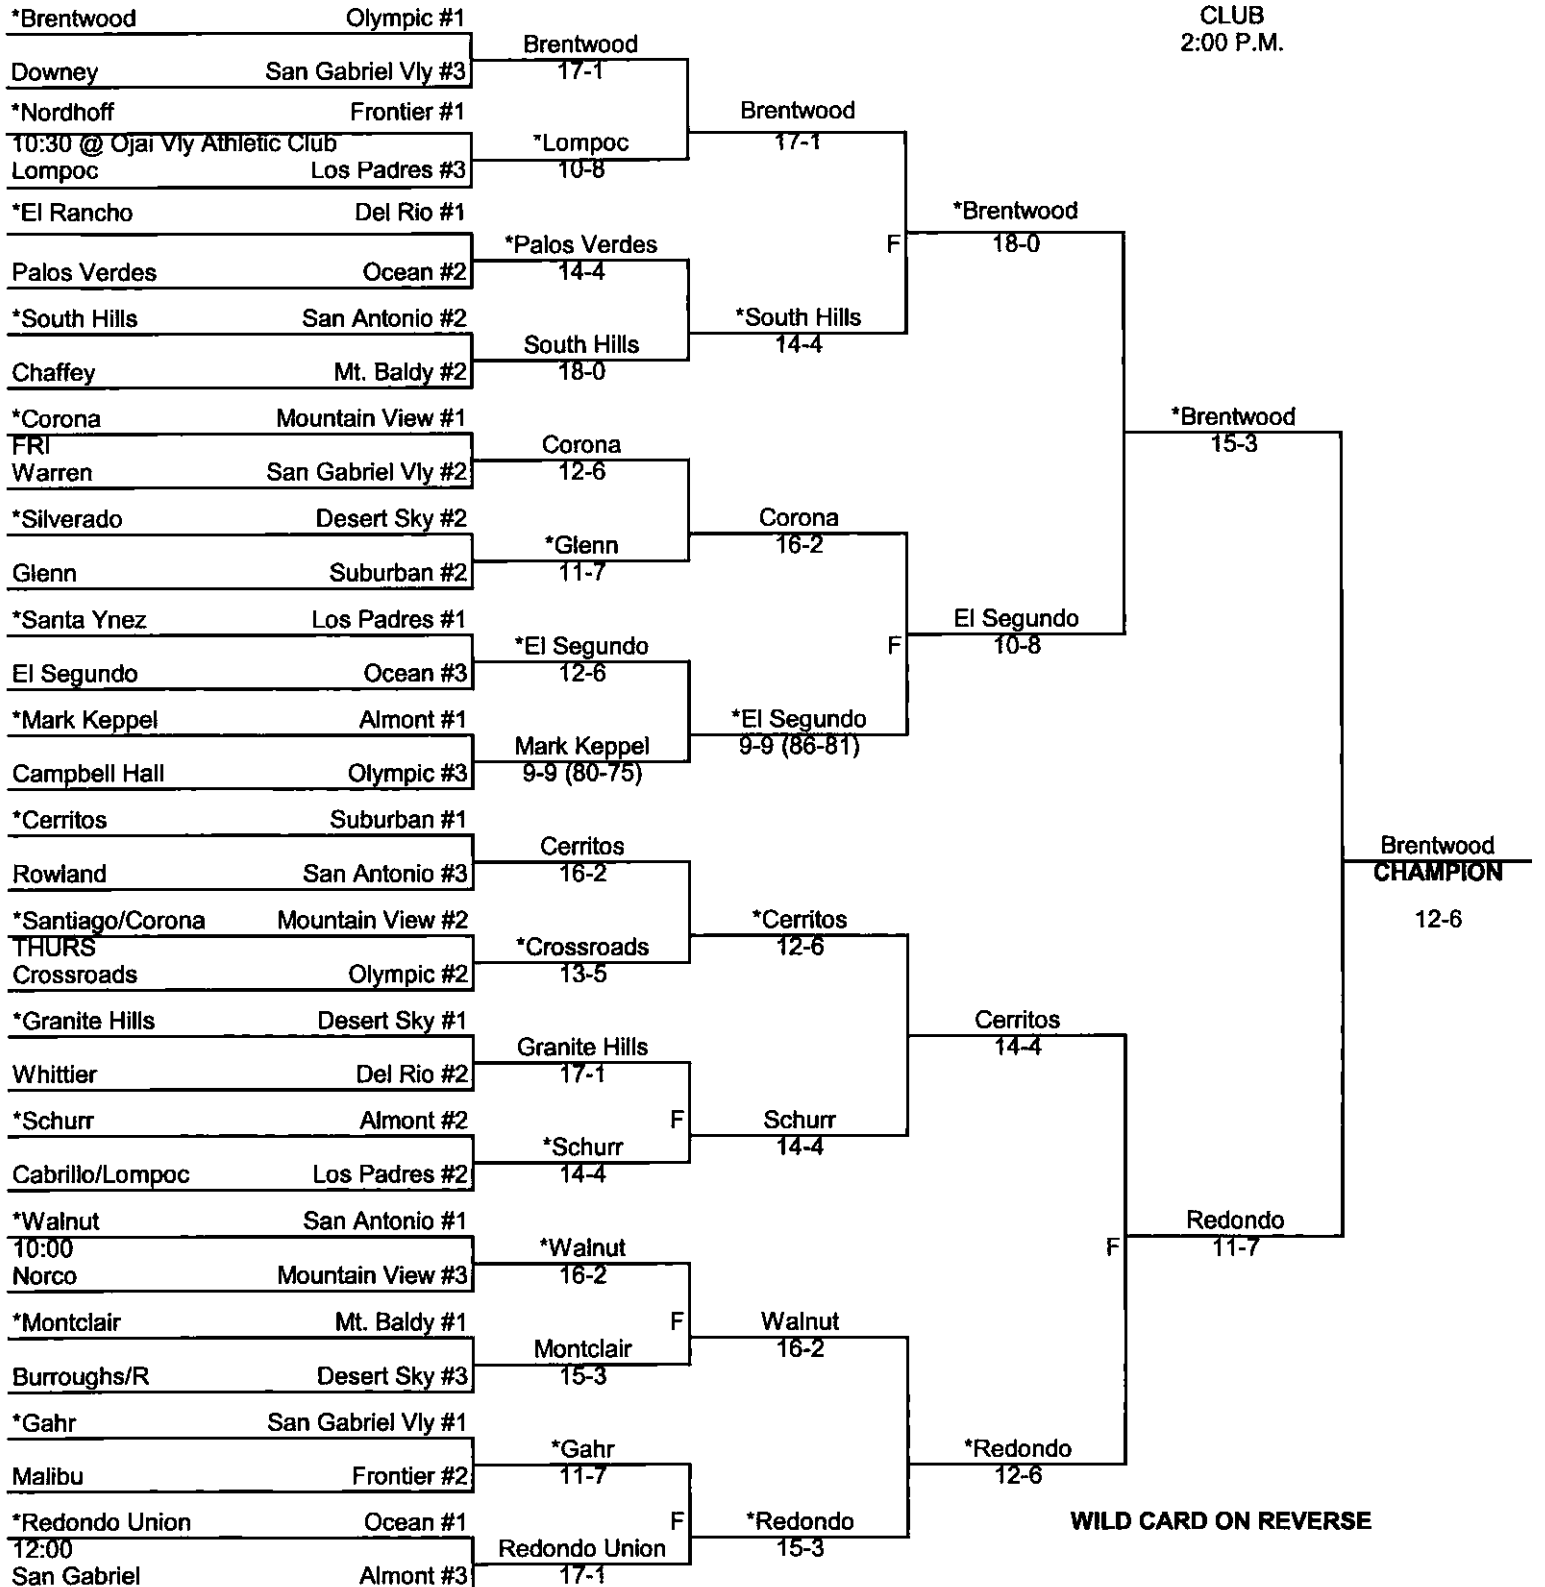 CLUB
2:00 P.M.
*Brentwood Olympic #1
Downey San Gabriel Vly #3
*Nordhoff Frontier #1
10:30 @ Ojai Vly Athletic Club
Lompoc Los Padres #3
*El Rancho Del Rio #1
Palos Verdes Ocean #2
*South Hills San Antonio #2
Chaffey Mt. Baldy #2
*Corona Mountain View #1
FRI
Warren San Gabriel Vly #2
*Silverado Desert Sky #2
Glenn Suburban #2
*Santa Ynez Los Padres #1
El Segundo Ocean #3
*Mark Keppel Almont #1
Campbell Hall Olympic #3
*Cerritos Suburban #1
Rowland San Antonio #3
*Santiago/Corona Mountain View #2
THURS
Crossroads Olympic #2
*Granite Hills Desert Sky #1
Whittier Del Rio #2
*Schurr Almont #2
Cabrillo/Lompoc Los Padres #2
*Walnut San Antonio #1
10:00
Norco Mountain View #3
*Montclair Mt. Baldy #1
Burroughs/R Desert Sky #3
*Gahr San Gabriel Vly #1
Malibu Frontier #2
*Redondo Union Ocean #1
12:00
San Gabriel Almont #3
Brentwood
17-1
*Lompoc
10-8
*Palos Verdes
14-4
South Hills
18-0
Corona
12-6
*Glenn
11-7
*El Segundo
12-6
Mark Keppel
9-9 (80-75)
Cerritos
16-2
*Crossroads
13-5
Granite Hills
17-1
F
*Schurr
14-4
*Walnut
16-2
F
Montclair
15-3
*Gahr
11-7
F
Redondo Union
17-1
Brentwood
17-1
F
*South Hills
14-4
Corona
16-2
F
*El Segundo
9-9 (86-81)
*Cerritos
12-6
Schurr
14-4
Walnut
16-2
*Redondo
15-3
*Brentwood
18-0
El Segundo
10-8
Cerritos
14-4
F
*Redondo
12-6
*Brentwood
15-3
Redondo
11-7
Brentwood
CHAMPION
12-6
WILD CARD ON REVERSE